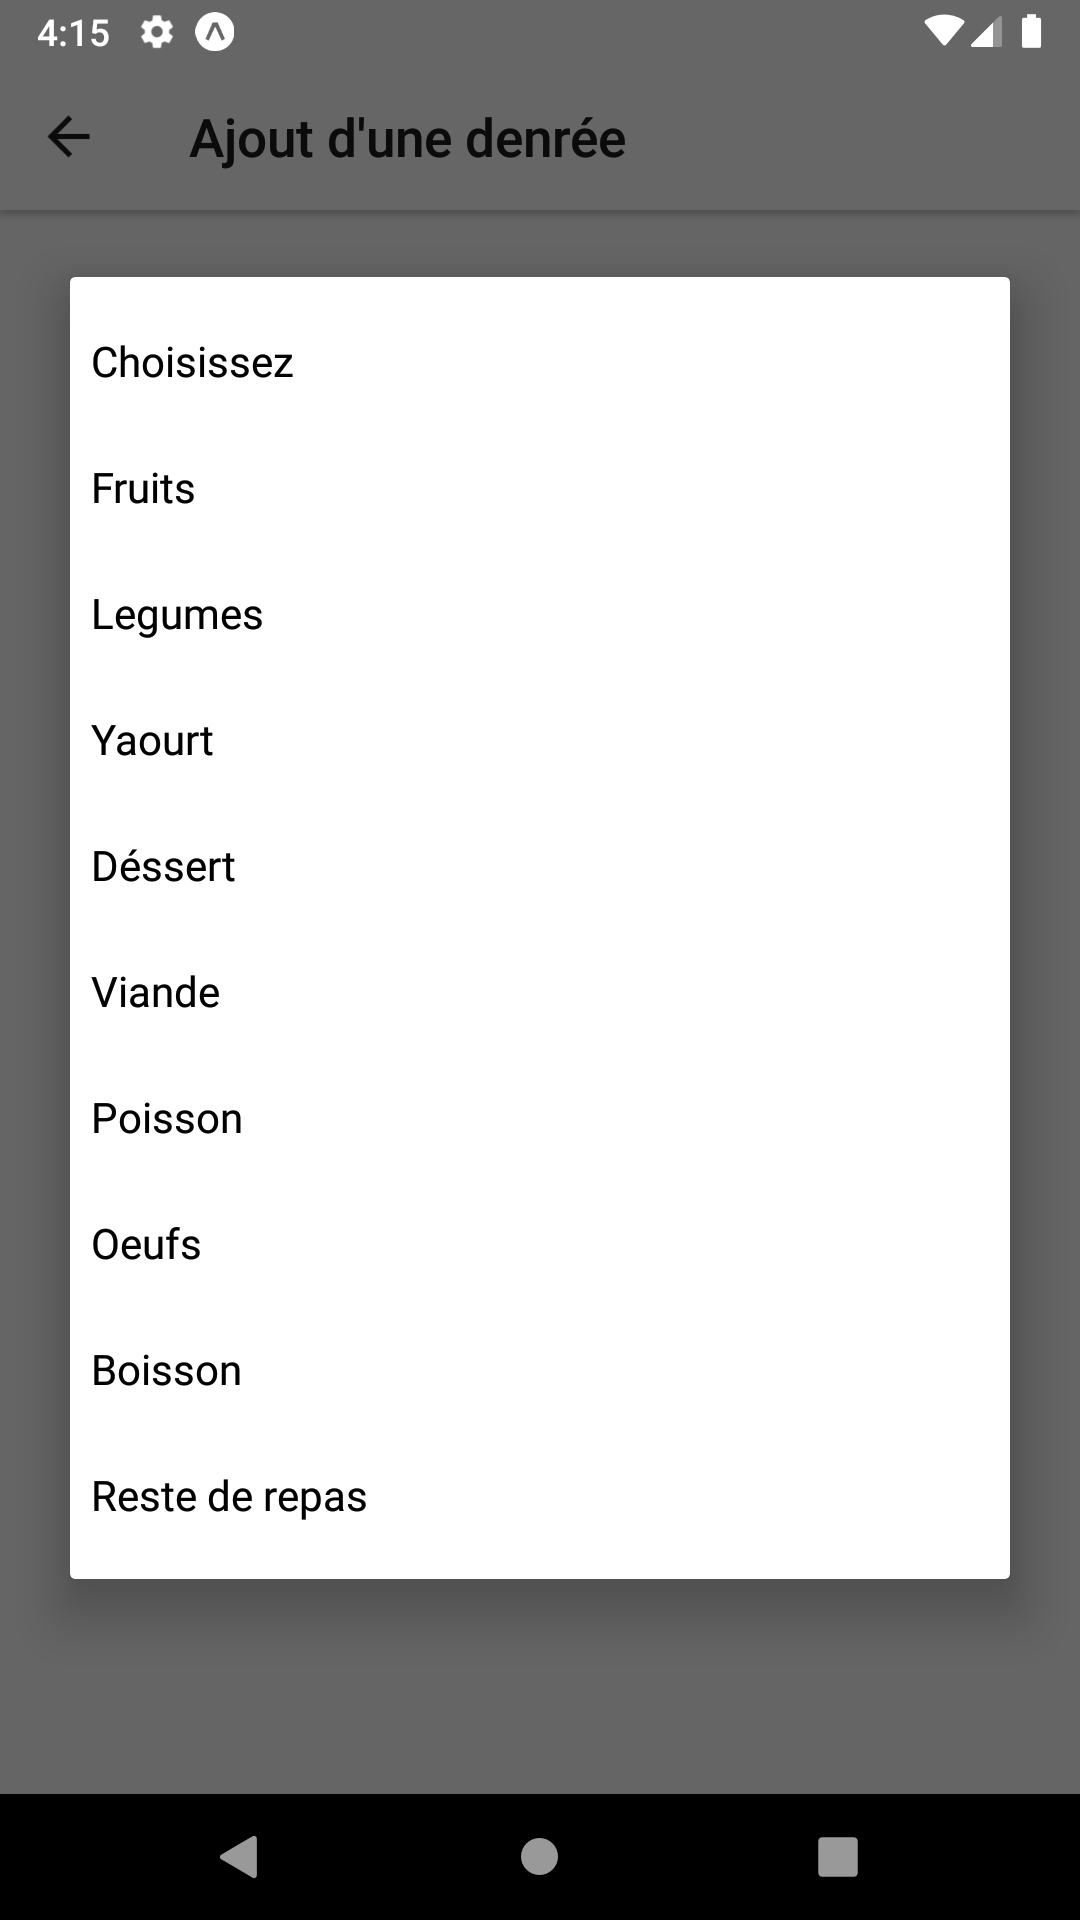 4:15
Ajout d'une denrée
Choisissez
Fruits
Legumes
Yaourt
Déssert
Viande
Poisson
Oeufs
Boisson
Reste de repas